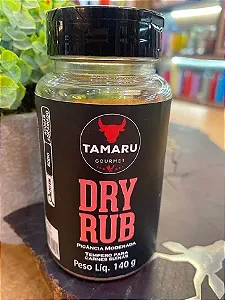 TAMARU
GOURMET
DRY
RUB
PICÂNCIA MODERADA
TEMPERO PARA
CARNES SUÍNAS
Peso Líq. 140 g